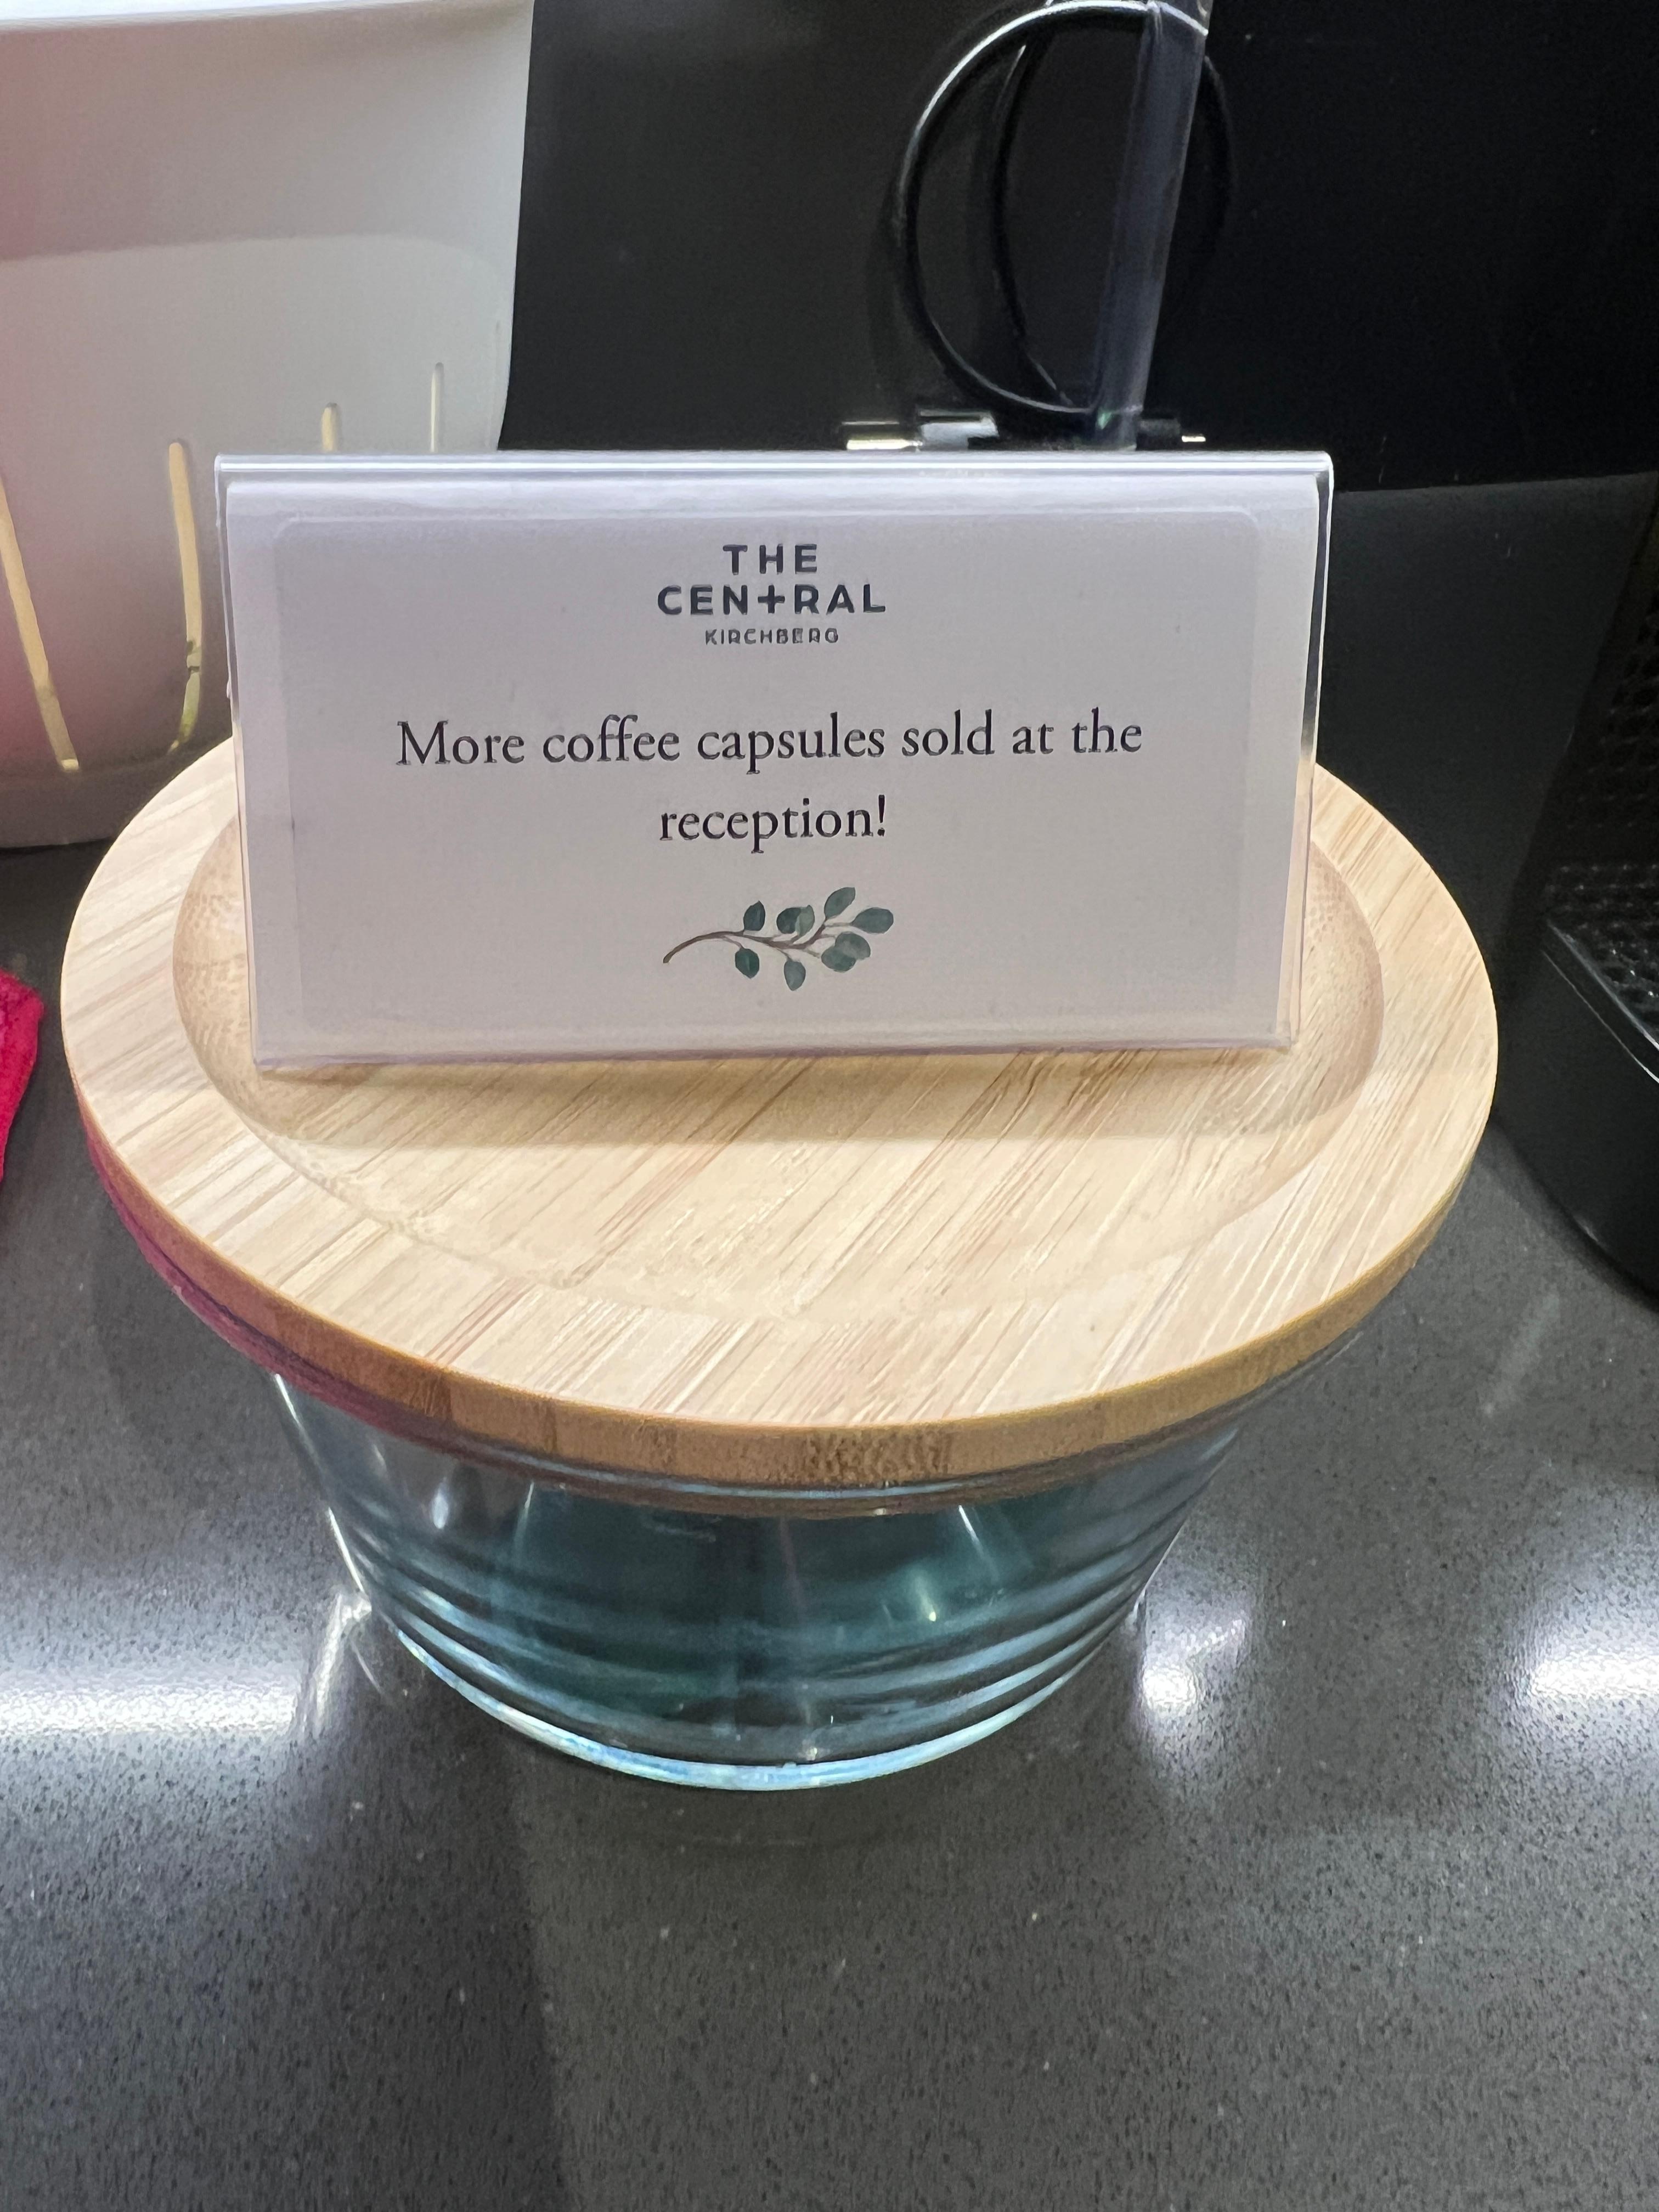 THE
CEN+RAL
KIRCHBERG
More coffee capsules sold at the
reception!